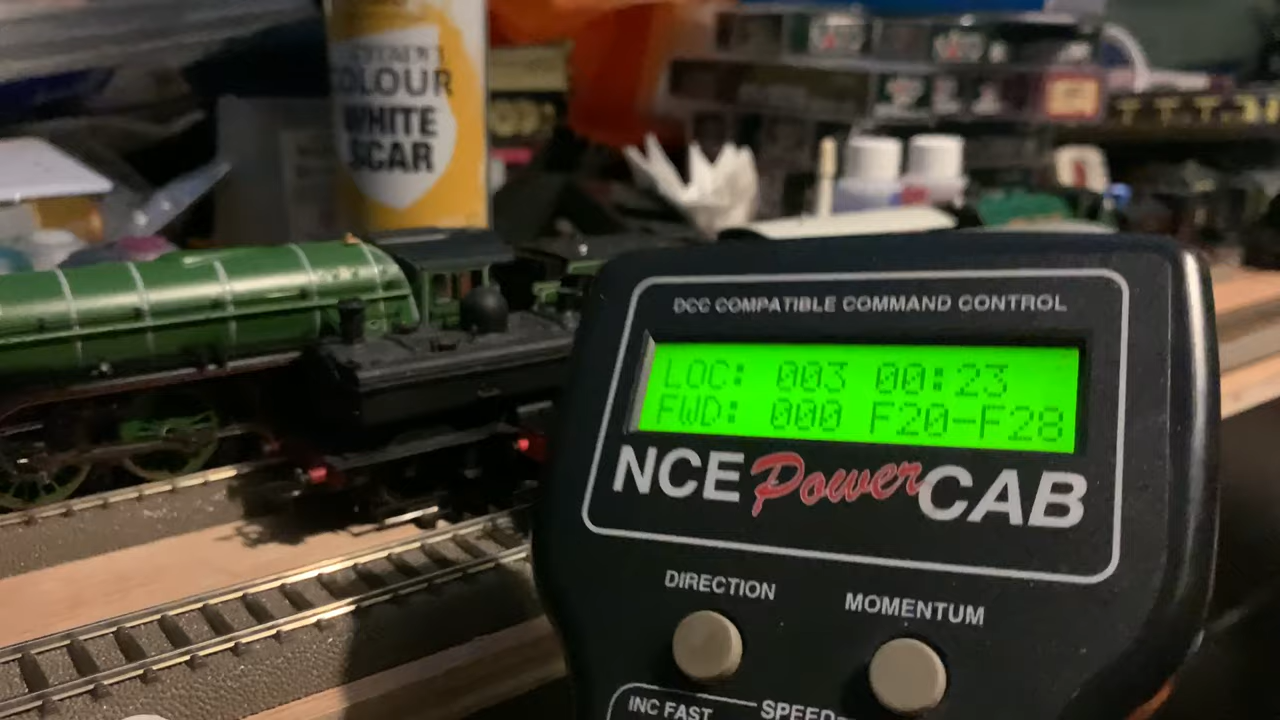 COLOUR
WHITE
SCAR
DCC COMPATIBLE COMMAND CONTROL
LOC: 003 00:23
FWD: 000 F20-F28
NCE Power CAB
DIRECTION
MOMENTUM
INC FAST
SPEED